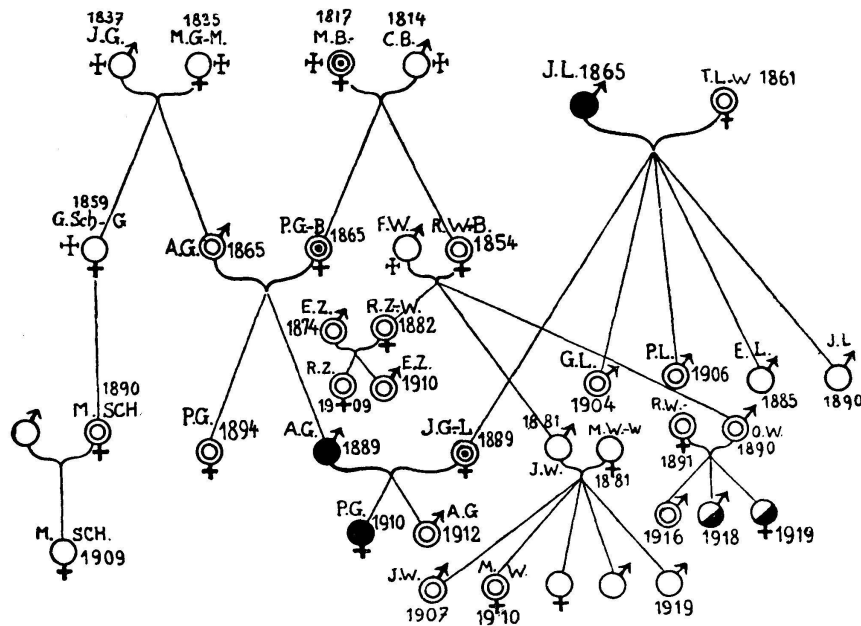 1837
J.G.
1835
M.G-M.
1817
M.B.-
1814
C.B.
J.L. 1865
T.L.-W 1861
1859
G.Sch-G
A.G. 1865
P.G-B. 1865
F.W.
R.W-B. 1854
E.Z. 1874
R.Z-W. 1882
R.Z. 1909
E.Z. 1910
G.L. 1904
P.L. 1906
E.L. 1885
J.L 1890
1890
M. SCH.
P.G. 1894
A.G. 1889
J.G-L. 1889
1881
J.W.
M.W.-W
1881
R.W.-
1891
O.W.
1890
M. SCH.
1909
P.G. 1910
A.G 1912
1916
1918
1919
J.W.
1907
M. W.
1910
1919